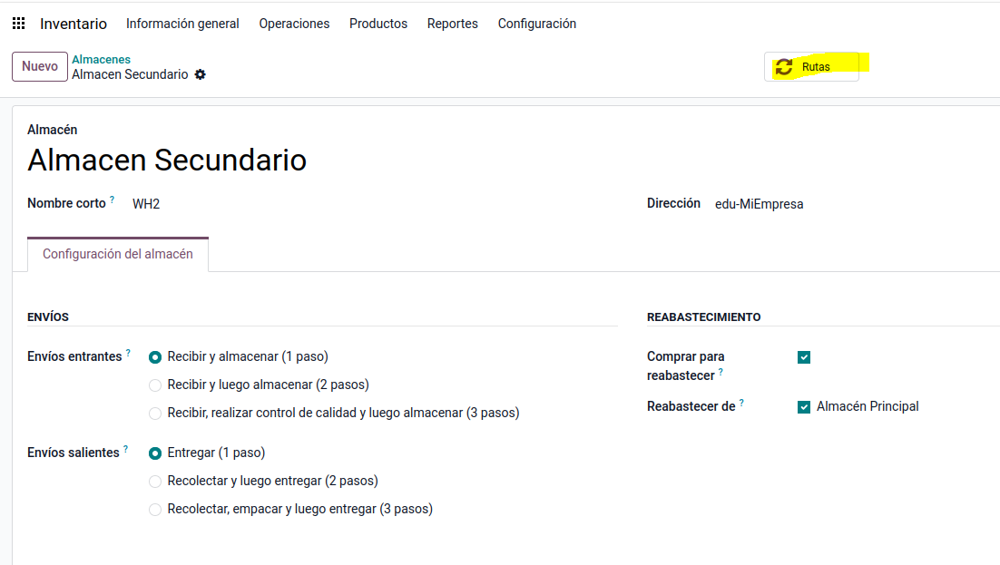 Inventario Información general Operaciones Productos Reportes Configuración
Nuevo
Almacenes
Almacen Secundario
Rutas
Almacén
Almacen Secundario
Nombre corto ? WH2
Dirección edu-MiEmpresa
Configuración del almacén
ENVÍOS
Envíos entrantes ? Recibir y almacenar (1 paso)
Recibir y luego almacenar (2 pasos)
Recibir, realizar control de calidad y luego almacenar (3 pasos)
Envíos salientes ? Entregar (1 paso)
Recolectar y luego entregar (2 pasos)
Recolectar, empacar y luego entregar (3 pasos)
REABASTECIMIENTO
Comprar para
reabastecer ?
Reabastecer de ? Almacén Principal